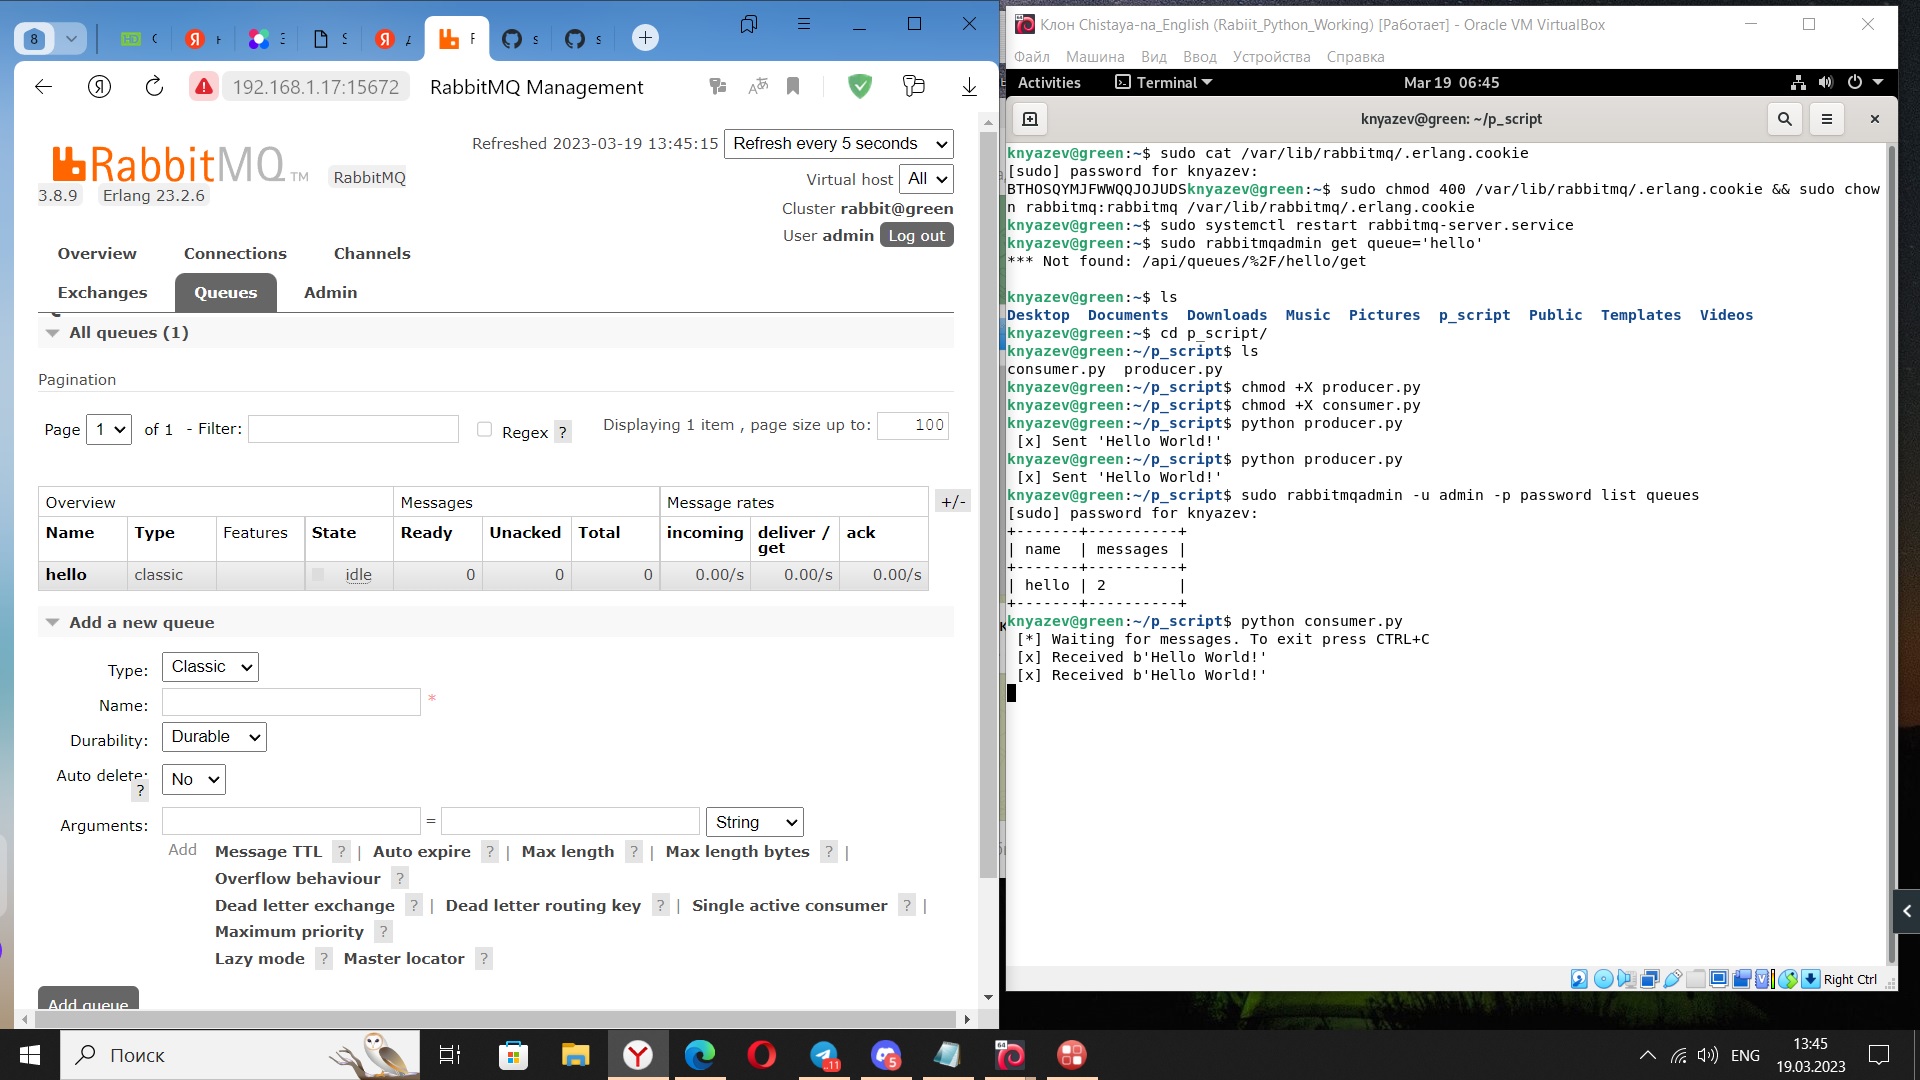 8
192.168.1.17:15672
RabbitMQ Management
Refreshed 2023-03-19 13:45:15 Refresh every 5 seconds
RabbitMQ TM RabbitMQ
3.8.9 Erlang 23.2.6
Virtual host All
Cluster rabbit@green
User admin Log out
Overview Connections Channels
Exchanges Queues Admin
All queues (1)
Pagination
Page 1 of 1 - Filter: Regex ? Displaying 1 item , page size up to: 100
Overview Messages Message rates +/-
Name Type Features State Ready Unacked Total incoming deliver / get ack
hello classic idle 0 0 0 0.00/s 0.00/s 0.00/s
Add a new queue
Type: Classic
Name: *
Durability: Durable
Auto delete: ? No
Arguments: = String
Add Message TTL ? | Auto expire ? | Max length ? | Max length bytes ? |
Overflow behaviour ?
Dead letter exchange ? | Dead letter routing key ? | Single active consumer ? |
Maximum priority ?
Lazy mode ? Master locator ?
Add queue
Клон Chistaya-na_English (Rabiit_Python_Working) [Работает] - Oracle VM VirtualBox
Файл Машина Вид Ввод Устройства Справка
Activities Terminal Mar 19 06:45
knyazev@green: ~/p_script
knyazev@green:~$ sudo cat /var/lib/rabbitmq/.erlang.cookie
[sudo] password for knyazev:
BTHOSQYMJFWWQQJOJUDSknyazev@green:~$ sudo chmod 400 /var/lib/rabbitmq/.erlang.cookie && sudo chow
n rabbitmq:rabbitmq /var/lib/rabbitmq/.erlang.cookie
knyazev@green:~$ sudo systemctl restart rabbitmq-server.service
knyazev@green:~$ sudo rabbitmqadmin get queue='hello'
*** Not found: /api/queues/%2F/hello/get
knyazev@green:~$ ls
Desktop Documents Downloads Music Pictures p_script Public Templates Videos
knyazev@green:~$ cd p_script/
knyazev@green:~/p_script$ ls
consumer.py producer.py
knyazev@green:~/p_script$ chmod +X producer.py
knyazev@green:~/p_script$ chmod +X consumer.py
knyazev@green:~/p_script$ python producer.py
[x] Sent 'Hello World!'
knyazev@green:~/p_script$ python producer.py
[x] Sent 'Hello World!'
knyazev@green:~/p_script$ sudo rabbitmqadmin -u admin -p password list queues
[sudo] password for knyazev:
+-------+----------+
| name | messages |
+-------+----------+
| hello | 2 |
+-------+----------+
knyazev@green:~/p_script$ python consumer.py
[*] Waiting for messages. To exit press CTRL+C
[x] Received b'Hello World!'
[x] Received b'Hello World!'
Right Ctrl
Поиск
ENG
13:45
19.03.2023